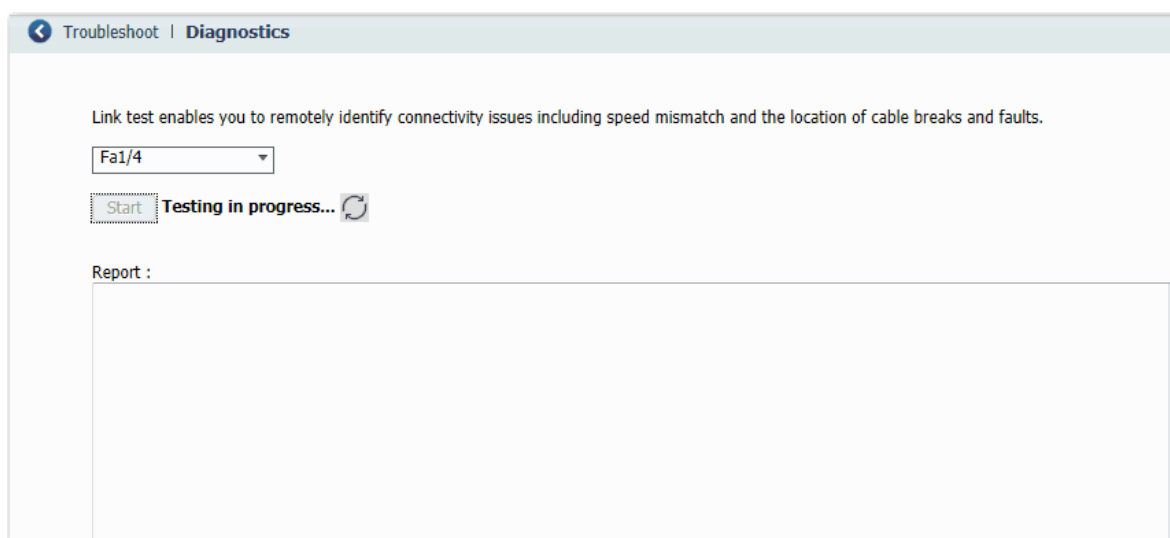 Troubleshoot | Diagnostics
Link test enables you to remotely identify connectivity issues including speed mismatch and the location of cable breaks and faults.
Fa1/4
Start Testing in progress...
Report :